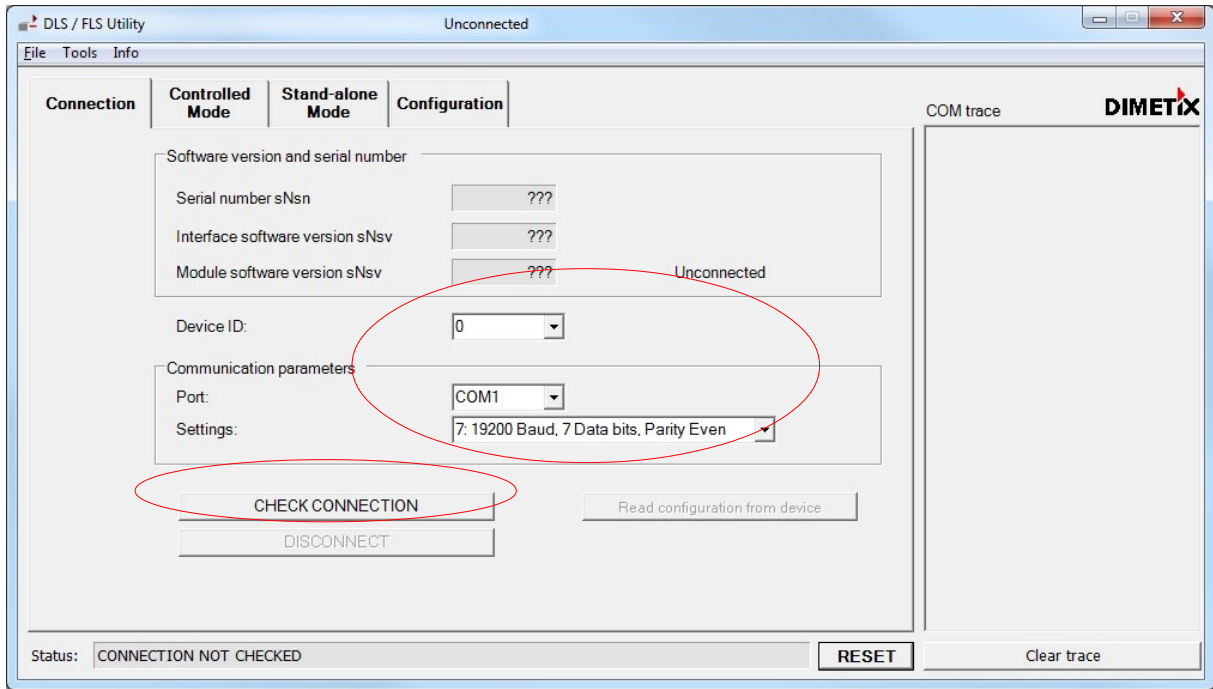 DLS / FLS Utility Unconnected
File Tools Info
Connection
Controlled Mode
Stand-alone Mode
Configuration
COM trace
DIMETIX
Software version and serial number
Serial number sNsn ???
Interface software version sNsv ???
Module software version sNsv ??? Unconnected
Device ID: 0
Communication parameters
Port: COM1
Settings: 7: 19200 Baud, 7 Data bits, Parity Even
CHECK CONNECTION Read configuration from device
DISCONNECT
Status: CONNECTION NOT CHECKED RESET Clear trace